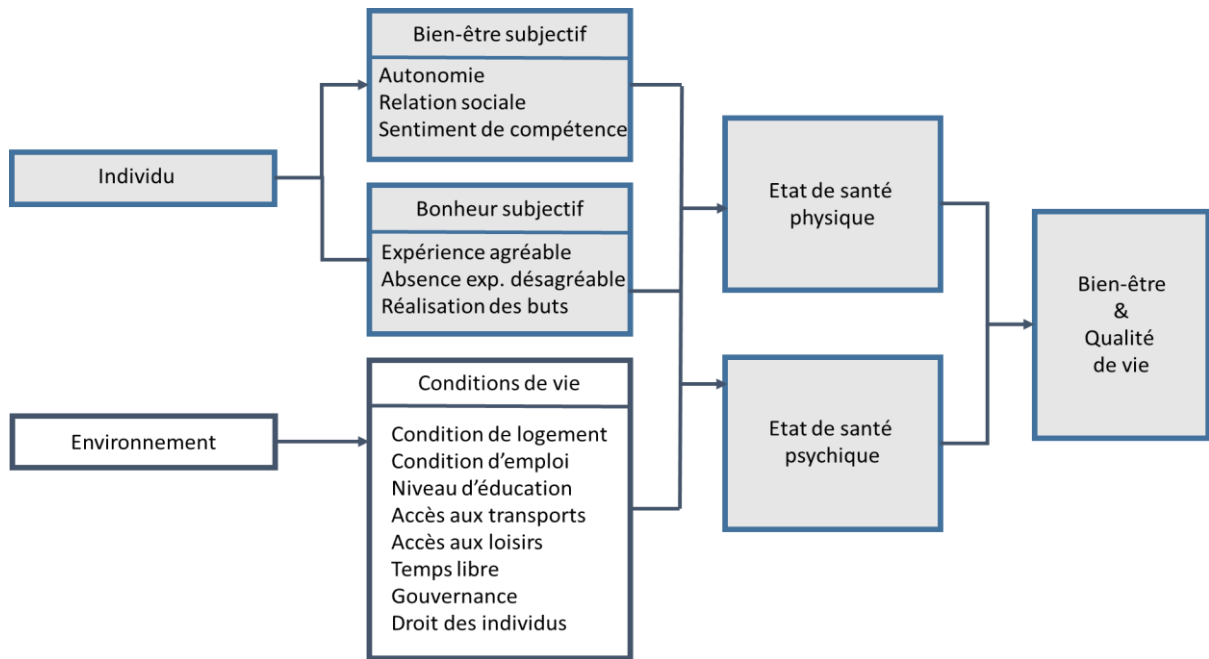 Bien-être subjectif
Autonomie
Relation sociale
Sentiment de compétence
Individu
Bonheur subjectif
Expérience agréable
Absence exp. désagréable
Réalisation des buts
Environnement
Conditions de vie
Condition de logement
Condition d’emploi
Niveau d’éducation
Accès aux transports
Accès aux loisirs
Temps libre
Gouvernance
Droit des individus
Etat de santé
physique
Etat de santé
psychique
Bien-être
&
Qualité
de vie